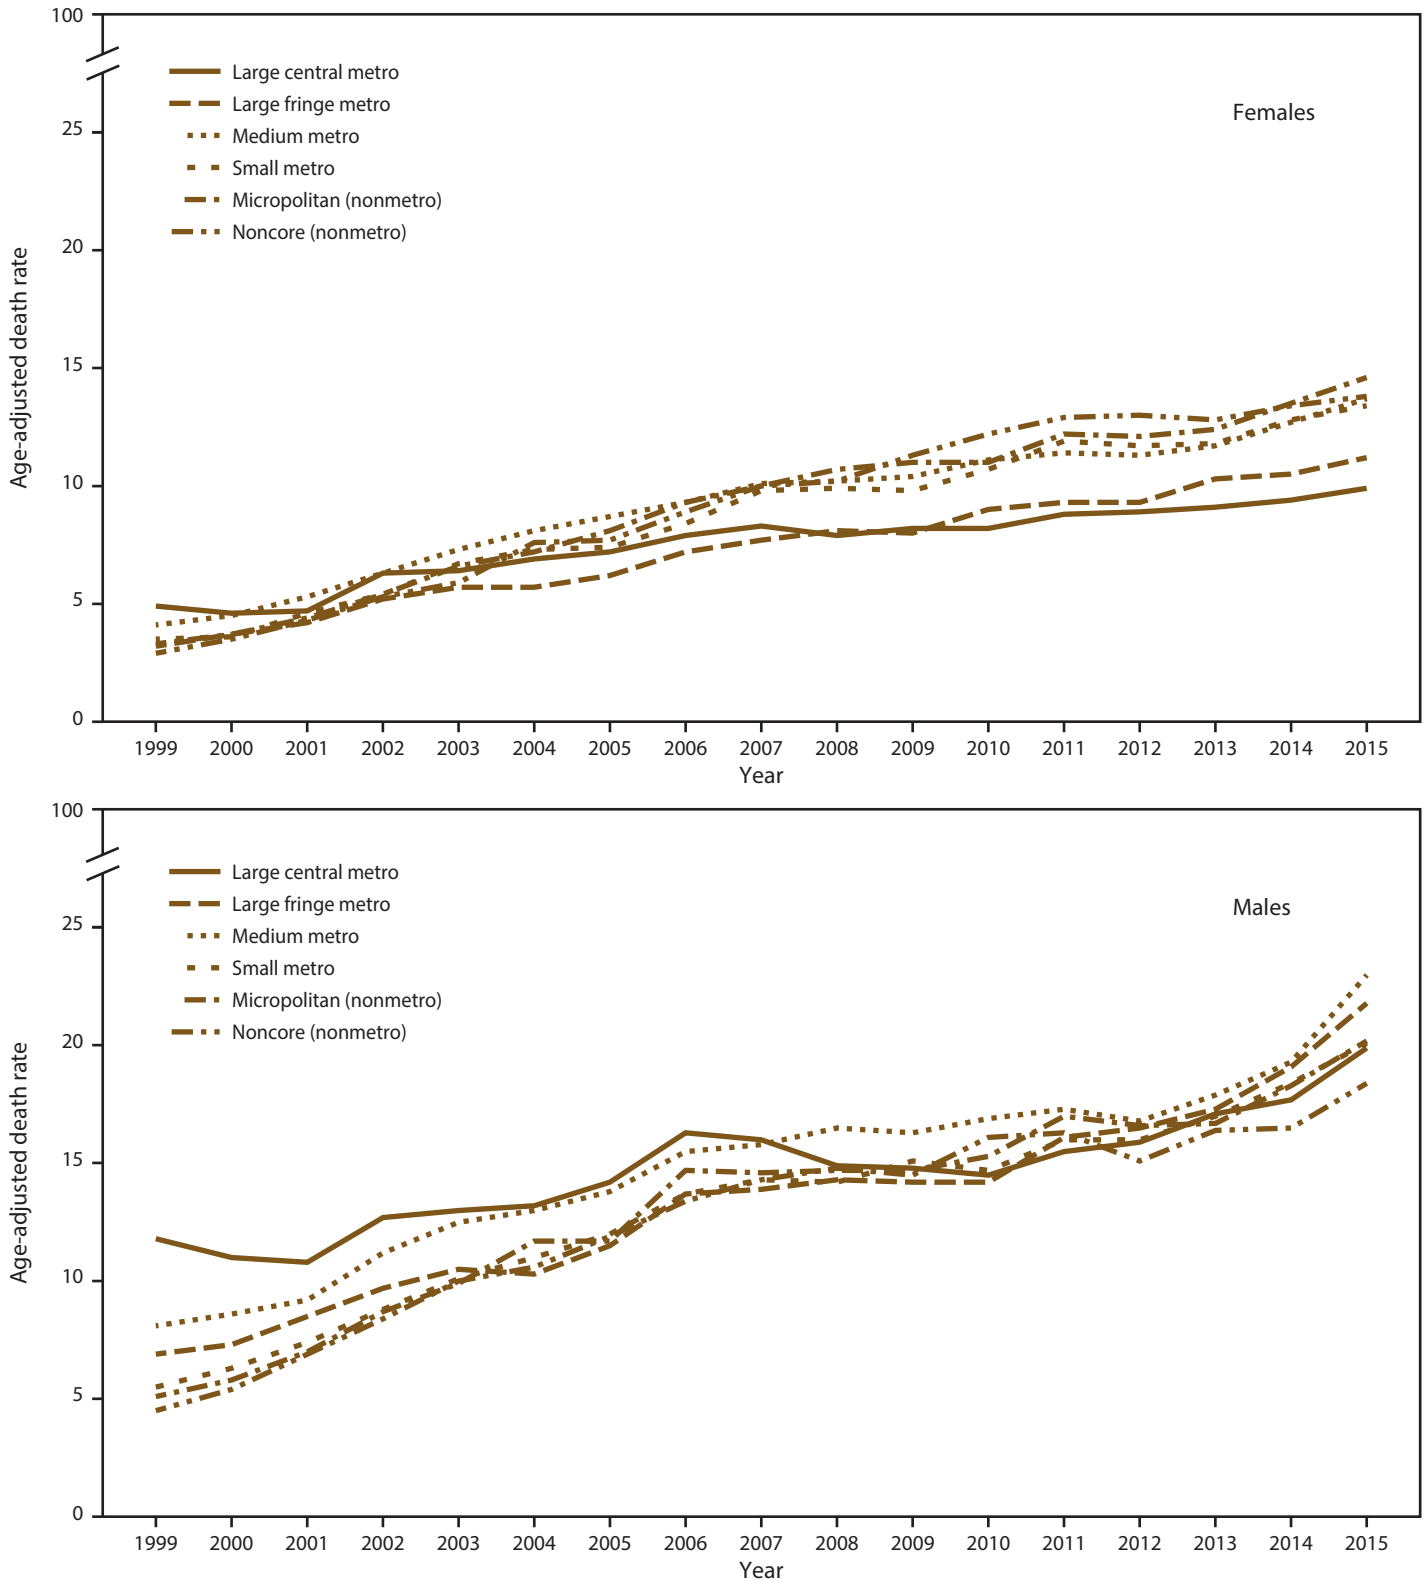 100
Large central metro
Large fringe metro
Females
25
Medium metro
Small metro
Micropolitan (nonmetro)
Noncore (nonmetro)
20
15
10
5
0
Age-adjusted death rate
1999 2000 2001 2002 2003 2004 2005 2006 2007 2008 2009 2010 2011 2012 2013 2014 2015
Year
100
Large central metro
Large fringe metro
Males
25
Medium metro
Small metro
Micropolitan (nonmetro)
Noncore (nonmetro)
20
15
10
5
0
Age-adjusted death rate
1999 2000 2001 2002 2003 2004 2005 2006 2007 2008 2009 2010 2011 2012 2013 2014 2015
Year